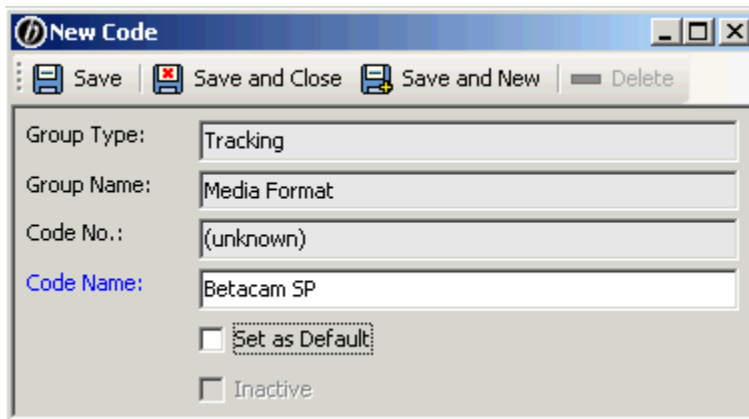 New Code
Save Save and Close Save and New Delete
Group Type: Tracking
Group Name: Media Format
Code No.: (unknown)
Code Name: Betacam SP
Set as Default
Inactive